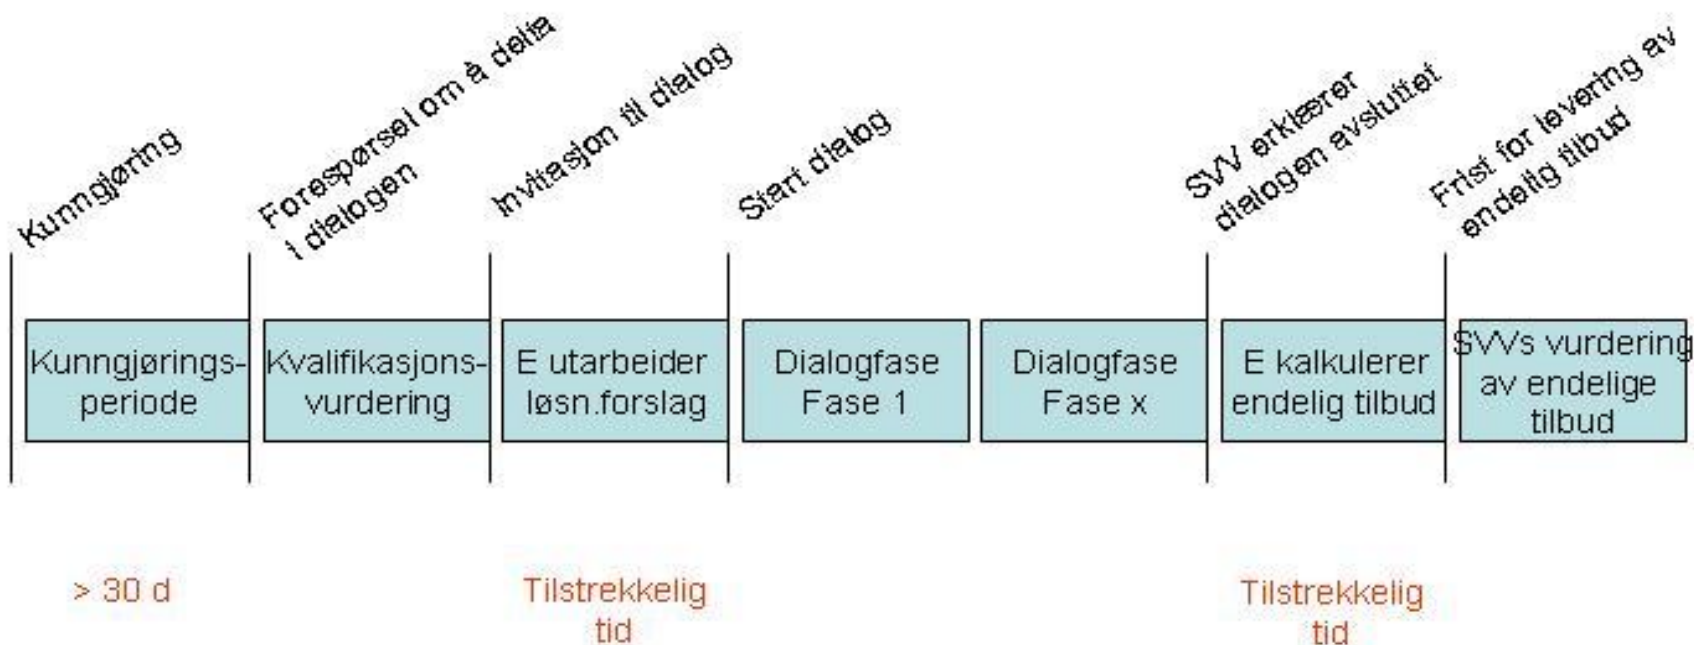 Kunngjøring
Forespørsel om å delta
i dialogen
Invitasjon til dialog
Start dialog
SVV erklærer
dialogen avsluttet
Frist for levering av
endelig tilbud
Kunngjørings-
periode
Kvalifikasjons-
vurdering
E utarbeider
løsn.forslag
Dialogfase
Fase 1
Dialogfase
Fase x
E kalkulerer
endelig tilbud
SVVs vurdering
av endelige
tilbud
> 30 d
Tilstrekkelig
tid
Tilstrekkelig
tid